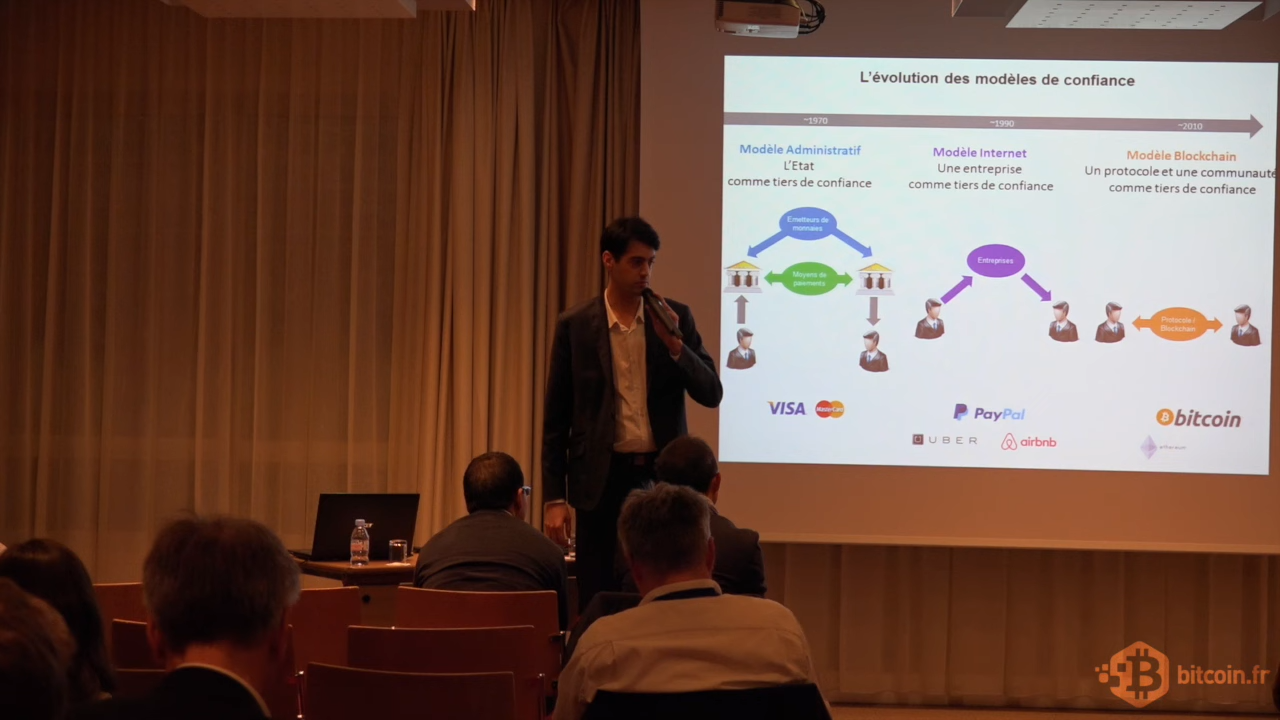 L'évolution des modèles de confiance
~1970
~1990
~2010
Modèle Administratif
L'Etat
comme tiers de confiance
Modèle Internet
Une entreprise
comme tiers de confiance
Modèle Blockchain
Un protocole et une communauté
comme tiers de confiance
Emetteurs de
monnaies
Moyens de
paiements
Entreprises
Protocole /
Blockchain
VISA
MasterCard
PayPal
UBER
airbnb
bitcoin
ethereum
bitcoin.fr